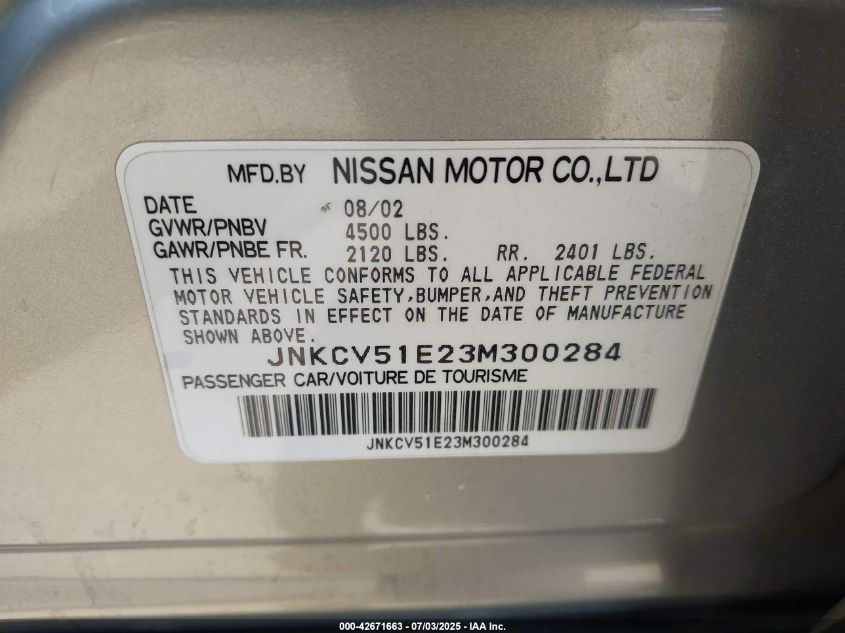 MFD.BY NISSAN MOTOR CO.,LTD
DATE 08/02
GVWR/PNBV 4500 LBS.
GAWR/PNBE FR. 2120 LBS. RR. 2401 LBS.
THIS VEHICLE CONFORMS TO ALL APPLICABLE FEDERAL
MOTOR VEHICLE SAFETY,BUMPER,AND THEFT PREVENTION
STANDARDS IN EFFECT ON THE DATE OF MANUFACTURE
SHOWN ABOVE.
JNKCV51E23M300284
PASSENGER CAR/VOITURE DE TOURISME
JNKCV51E23M300284
000-42671663 - 07/03/2025 - IAA Inc.